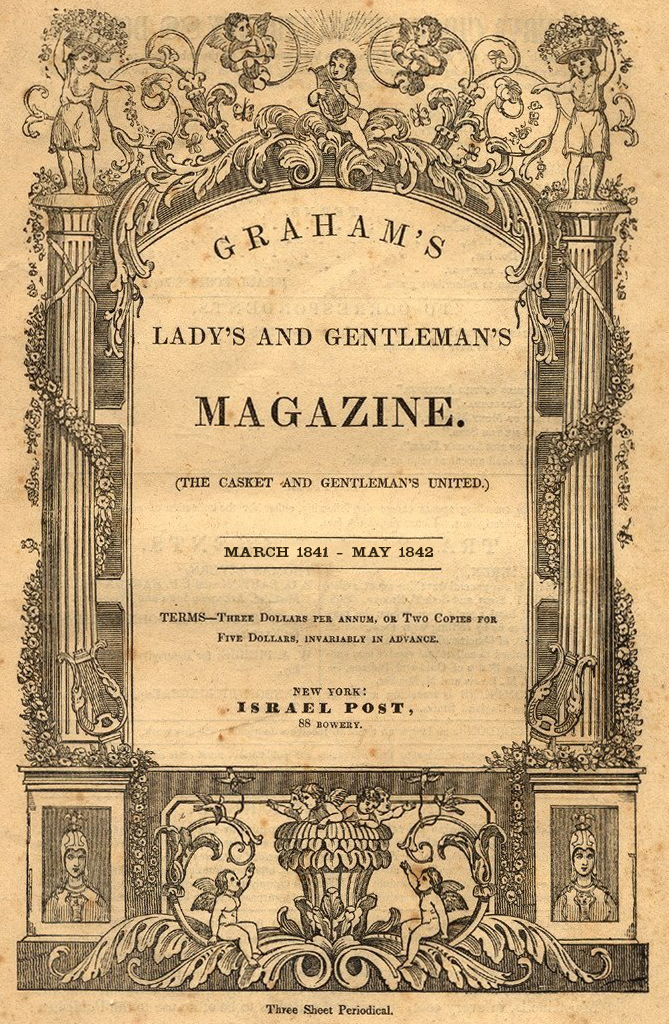 GRAHAM'S
LADY'S AND GENTLEMAN'S
MAGAZINE.
(THE CASKET AND GENTLEMAN'S UNITED.)
MARCH 1841 - MAY 1842
TERMS—THREE DOLLARS PER ANNUM, OR TWO COPIES FOR
FIVE DOLLARS, INVARIABLY IN ADVANCE.
NEW YORK:
ISRAEL POST,
88 BOWERY.
Three Sheet Periodical.